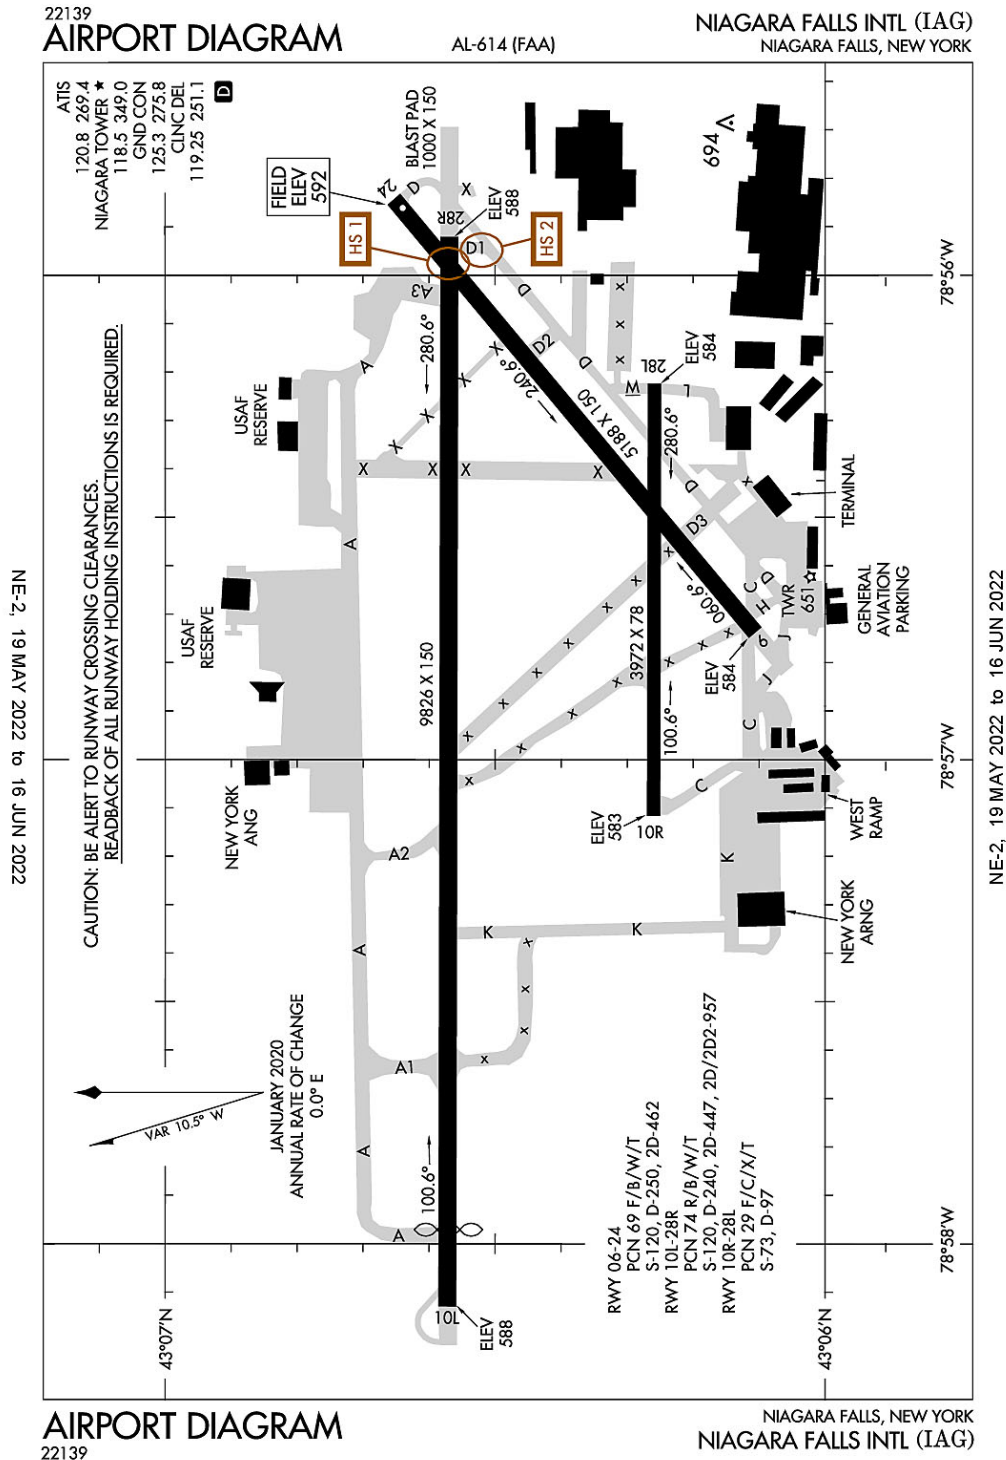 22139
AIRPORT DIAGRAM
AL-614 (FAA)
NIAGARA FALLS INTL (IAG)
NIAGARA FALLS, NEW YORK
ATIS
120.8 269.4
NIAGARA TOWER ★
118.5 349.0
GND CON
125.3 275.8
CLNC DEL
119.25 251.1
D
CAUTION: BE ALERT TO RUNWAY CROSSING CLEARANCES.
READBACK OF ALL RUNWAY HOLDING INSTRUCTIONS IS REQUIRED.
FIELD
ELEV
592
HS 1
HS 2
BLAST PAD
1000 X 150
24
D
X
28R
ELEV
588
D1
694
78°56'W
A3
280.6°
A
D
D2
D
X
X
X
X
X
X
X
240.6°
5188 X 150
28L
ELEV
584
W
L
280.6°
USAF
RESERVE
X
X
X
X
D
X
TERMINAL
D3
A
X
X
X
X
X
X
X
060.6°
C
D
H
TWR
651
GENERAL
AVIATION
PARKING
USAF
RESERVE
9826 X 150
3972 X 78
X
X
X
X
X
X
X
6
J
J
ELEV
584
100.6°
C
78°57'W
NEW YORK
ANG
C
ELEV
583
10R
WEST
RAMP
A2
K
K
K
NEW YORK
ARNG
A
X
X
X
X
A1
JANUARY 2020
ANNUAL RATE OF CHANGE
0.0° E
VAR 10.5° W
A
100.6°
A
RWY 06-24
PCN 69 F/B/W/T
S-120, D-250, 2D-462
RWY 10L-28R
PCN 74 R/B/W/T
S-120, D-240, 2D-447, 2D/2D2-957
RWY 10R-28L
PCN 29 F/C/X/T
S-73, D-97
78°58'W
10L
ELEV
588
43°07'N
43°06'N
NE-2, 19 MAY 2022 to 16 JUN 2022
NE-2, 19 MAY 2022 to 16 JUN 2022
AIRPORT DIAGRAM
22139
NIAGARA FALLS, NEW YORK
NIAGARA FALLS INTL (IAG)